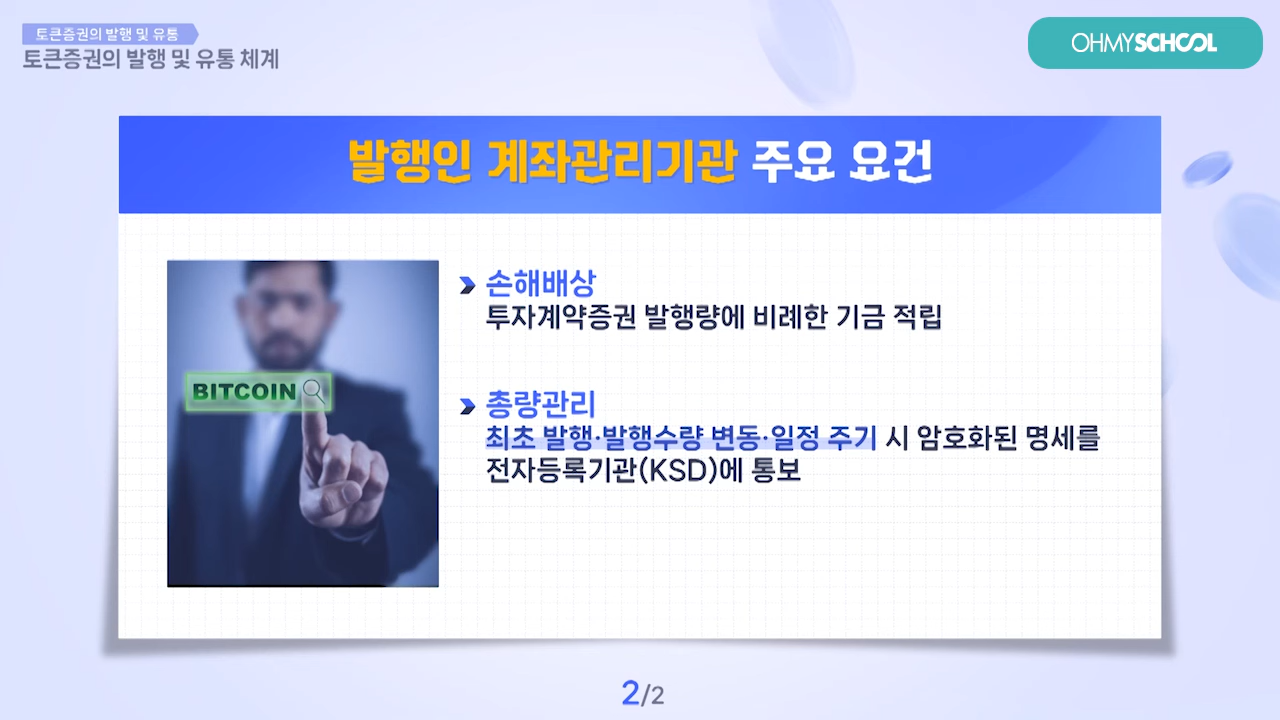 토큰증권의 발행 및 유통
토큰증권의 발행 및 유통 체계
OHMYSCHOOL
발행인 계좌관리기관 주요 요건
BITCOIN
손해배상
투자계약증권 발행량에 비례한 기금 적립
총량관리
최초 발행·발행수량 변동·일정 주기 시 암호화된 명세를
전자등록기관(KSD)에 통보
2/2